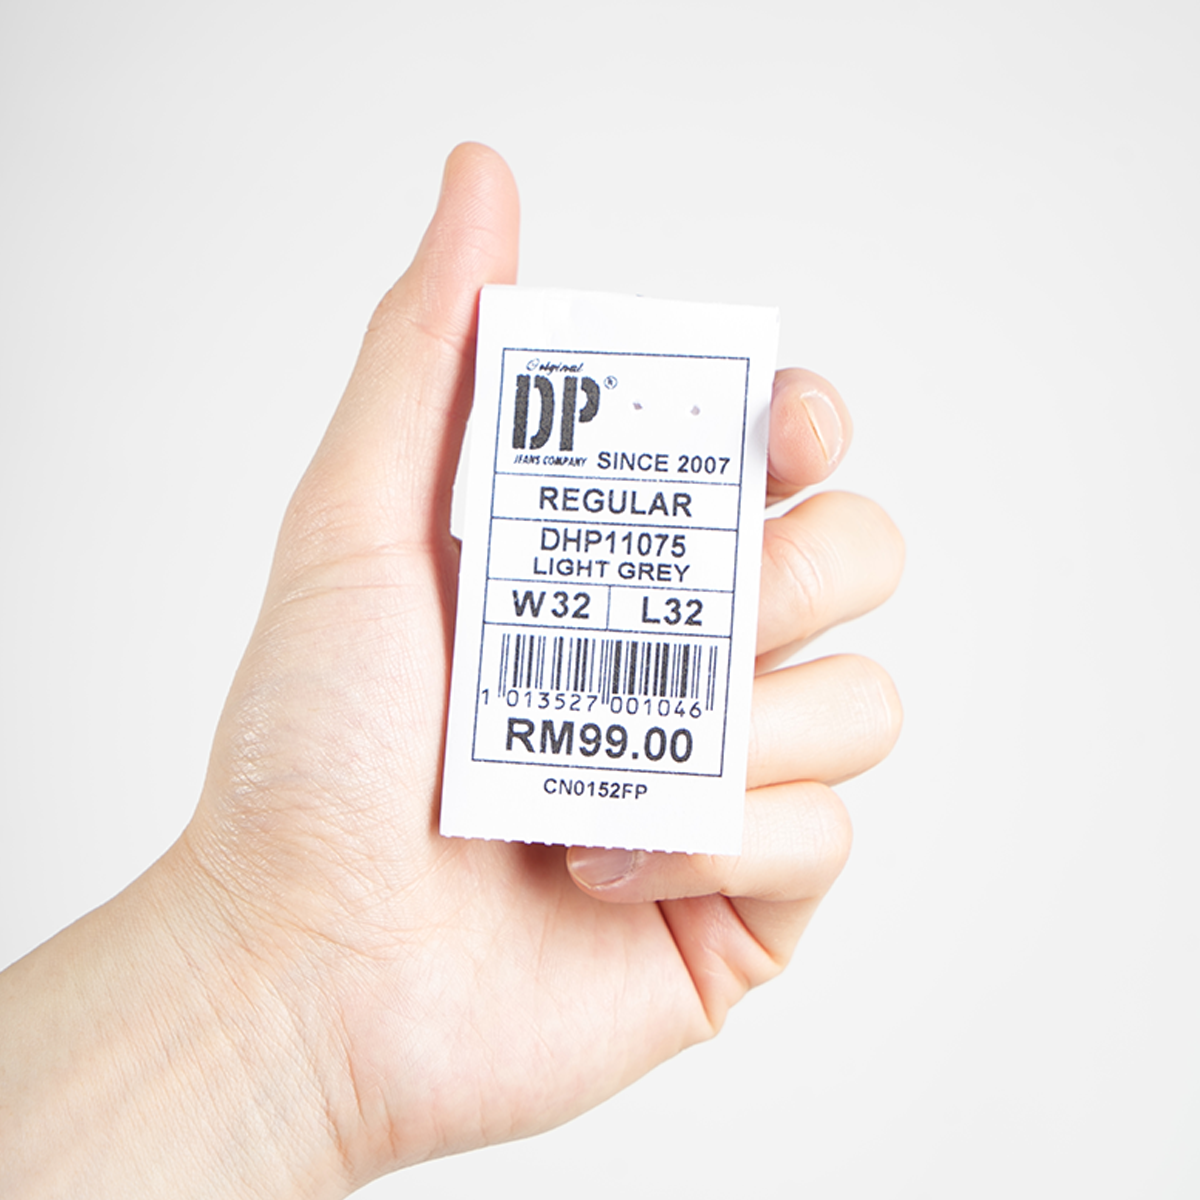 Original
DP®
JEANS COMPANY
SINCE 2007
REGULAR
DHP11075
LIGHT GREY
W32 L32
1 013527 001046
RM99.00
CN0152FP